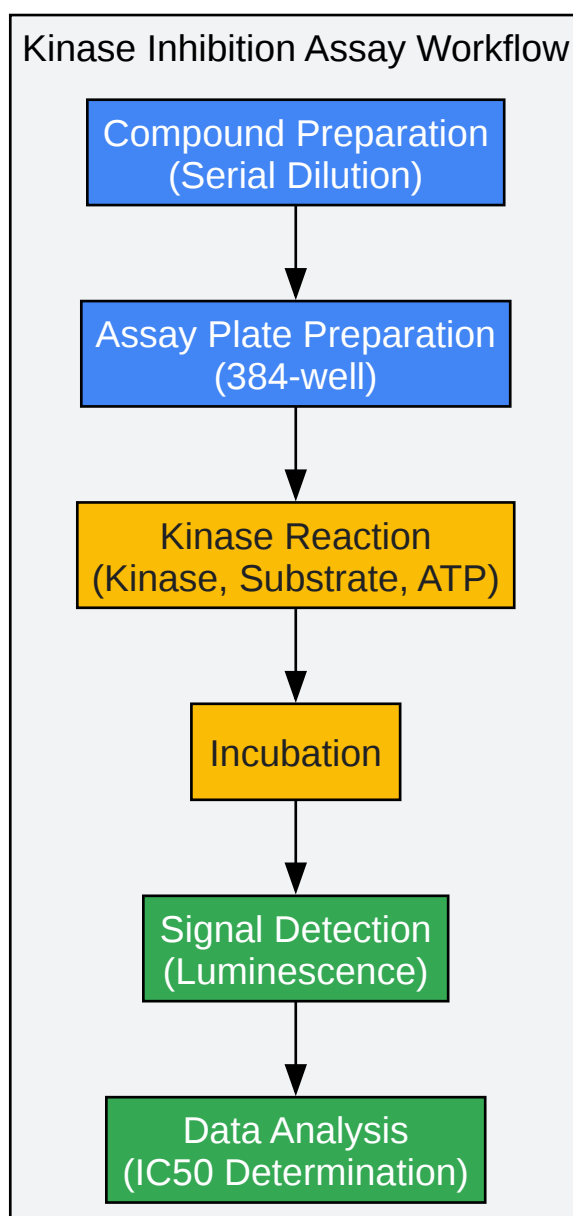 Kinase Inhibition Assay Workflow
Compound Preparation
(Serial Dilution)
Assay Plate Preparation
(384-well)
Kinase Reaction
(Kinase, Substrate, ATP)
Incubation
Signal Detection
(Luminescence)
Data Analysis
(IC50 Determination)